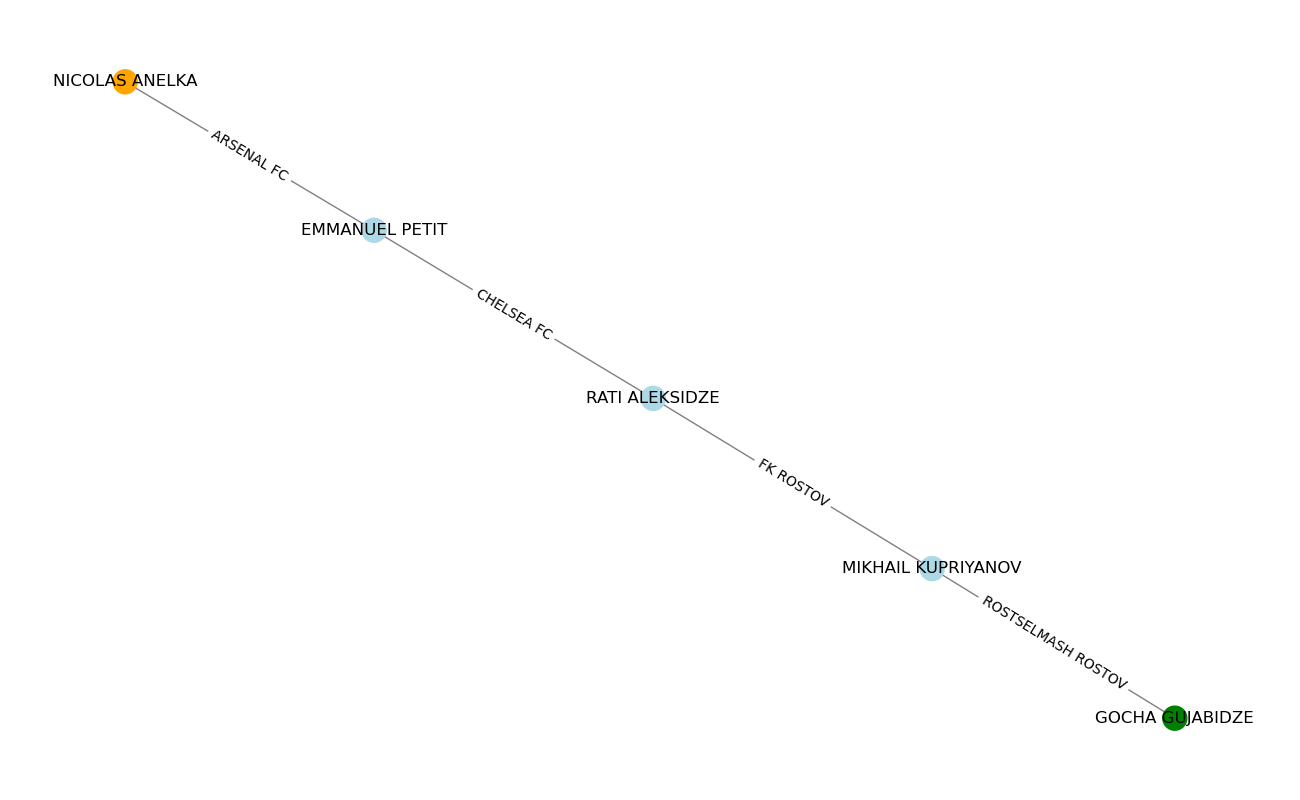 NICOLAS ANELKA
ARSENAL FC
EMMANUEL PETIT
CHELSEA FC
RATI ALEKSIDZE
FK ROSTOV
MIKHAIL KUPRIYANOV
ROSTSELMASH ROSTOV
GOCHA GUJABIDZE